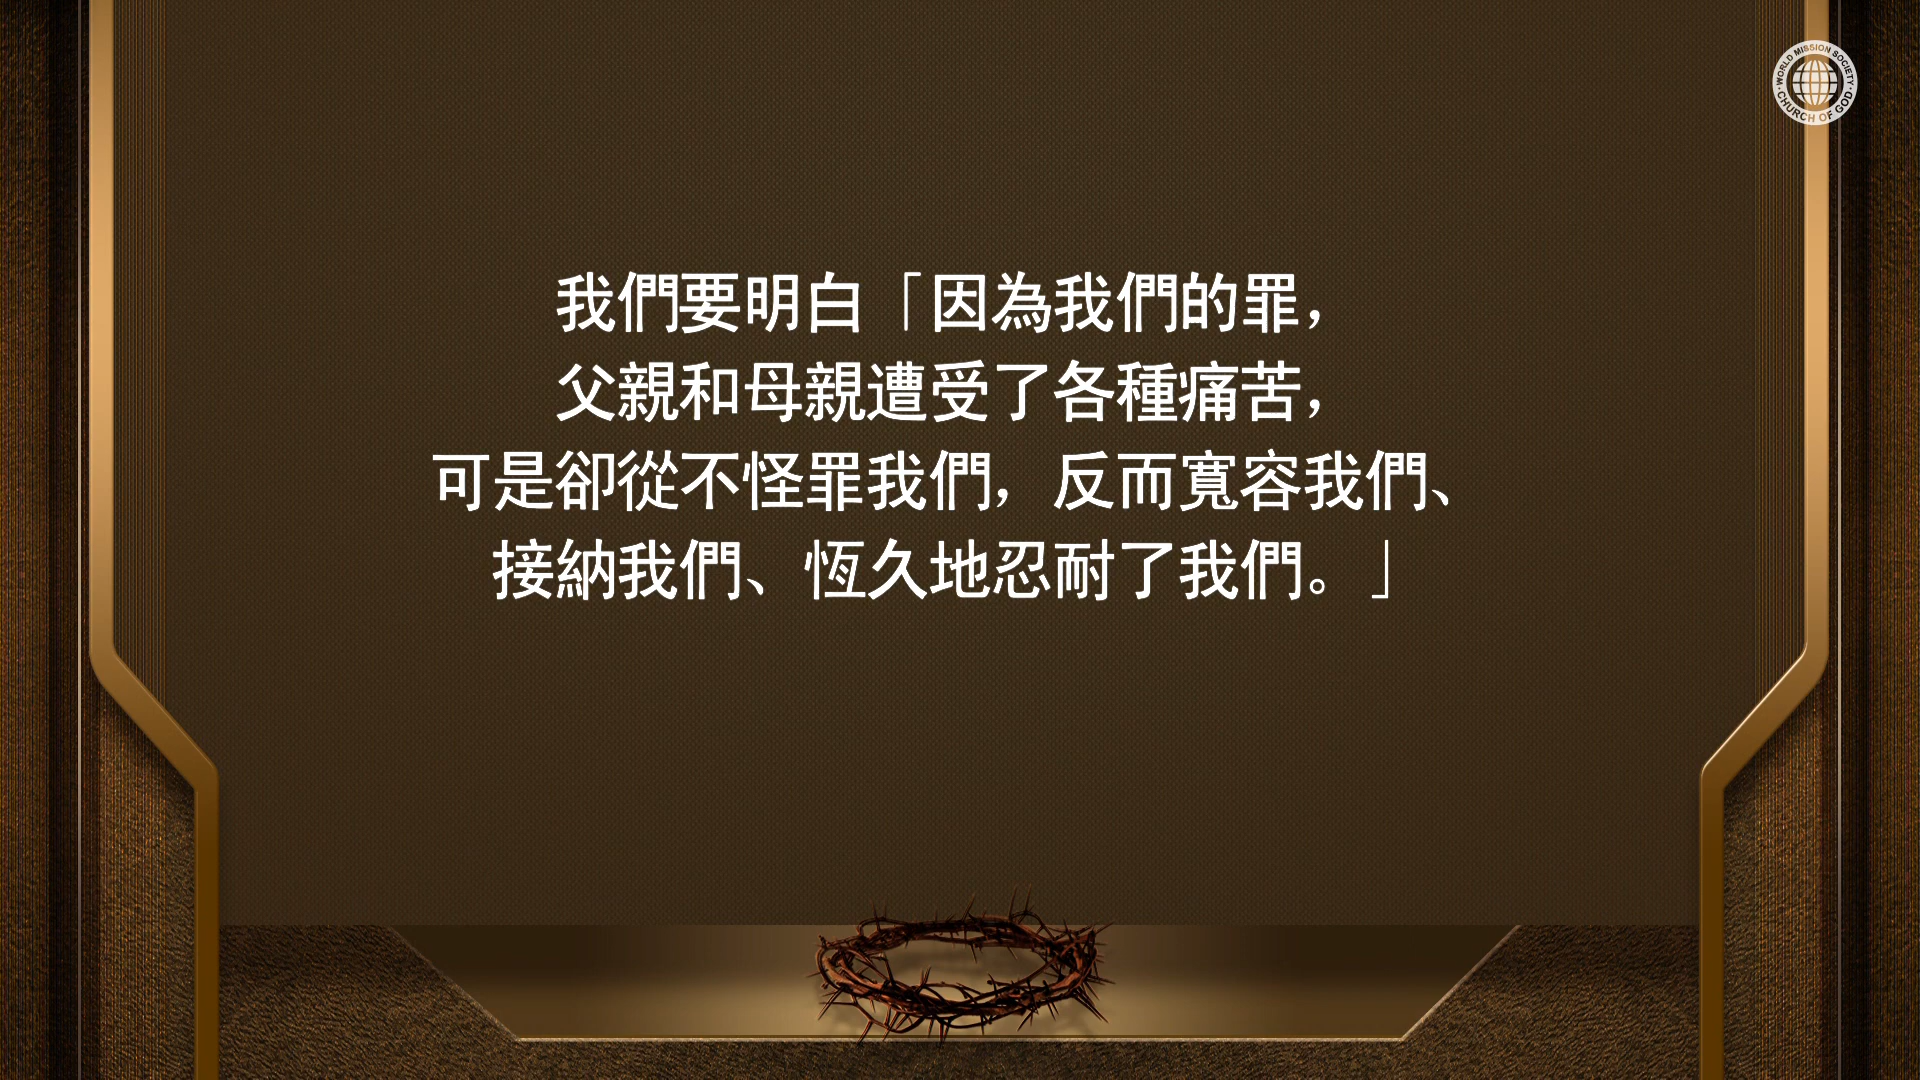 WORLD MISSION SOCIETY
CHURCH OF GOD
我們要明白「因為我們的罪，
父親和母親遭受了各種痛苦，
可是卻從不怪罪我們，反而寬容我們、
接納我們、恆久地忍耐了我們。」